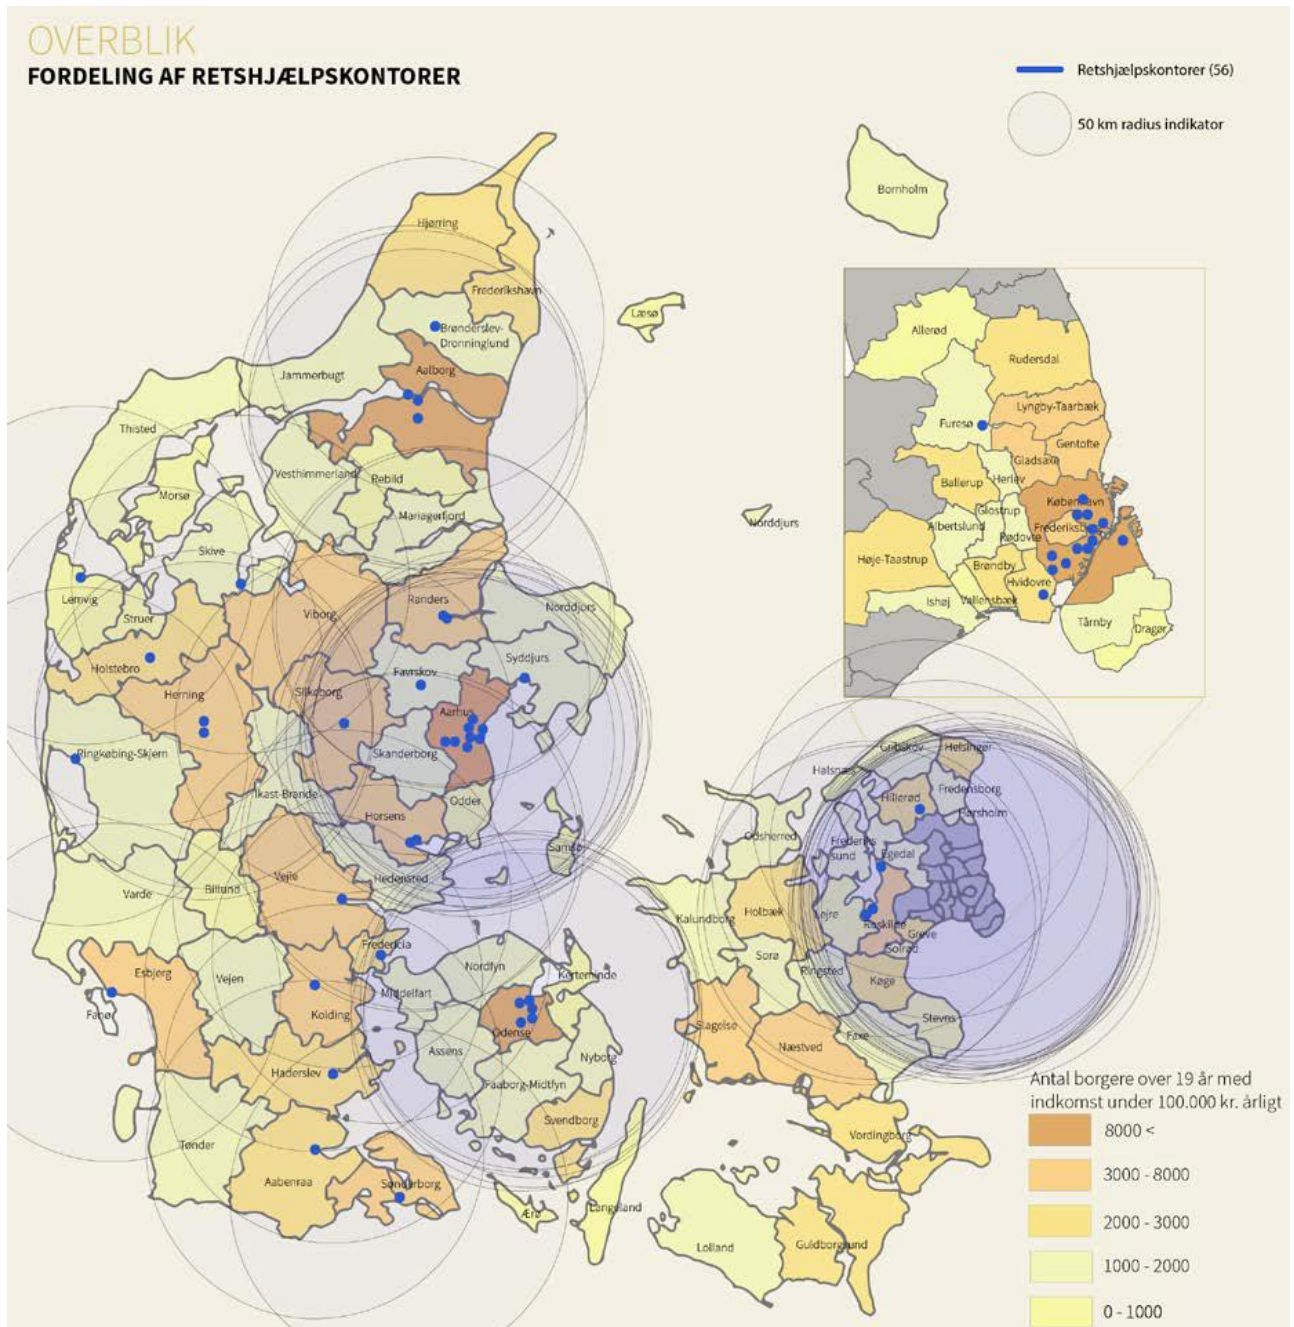 OVERBLIK
FORDELING AF RETSHJÆLPSKONTORER
Retshjælpskontorer (56)
50 km radius indikator
Bornholm
Hjørring
Frederikshavn
Læsø
Brønderslev-
Dronninglund
Aalborg
Jammerbugt
Thisted
Vesthimmerland
Rebild
Morsø
Mariagerfjord
Norddjurs
Skive
Lemvig
Struer
Viborg
Randers
Norddjurs
Holstebro
Herning
Silkeborg
Favrskov
Syddjurs
Aarhus
Ringkøbing-Skjern
Skanderborg
Ikast-Brande
Odder
Horsens
Samsø
Hedensted
Varde
Billund
Vejle
Fredericia
Esbjerg
Vejen
Nordfyn
Kerteminde
Middelfart
Fanø
Kolding
Odense
Assens
Nyborg
Haderslev
Faaborg-Midtfyn
Svendborg
Tønder
Aabenraa
Sønderborg
Ærø
Langeland
Allerød
Rudersdal
Lyngby-Taarbæk
Furesø
Gentofte
Gladsaxe
Ballerup
Herlev
København
Glostrup
Albertslund
Frederiksb
Rødovre
Høje-Taastrup
Brøndby
Hvidovre
Ishøj
Vallensbæk
Tårnby
Dragør
Gribskov
Helsingør
Halsnæs
Fredensborg
Hillerød
Hørsholm
Odsherred
Frederiks
sund
Egedal
Kalundborg
Holbæk
Lejre
Roskilde
Greve
Solrød
Sorø
Ringsted
Køge
Stevns
Slagelse
Næstved
Faxe
Vordingborg
Lolland
Guldborgsund
Antal borgere over 19 år med
indkomst under 100.000 kr. årligt
8000 <
3000 - 8000
2000 - 3000
1000 - 2000
0 - 1000